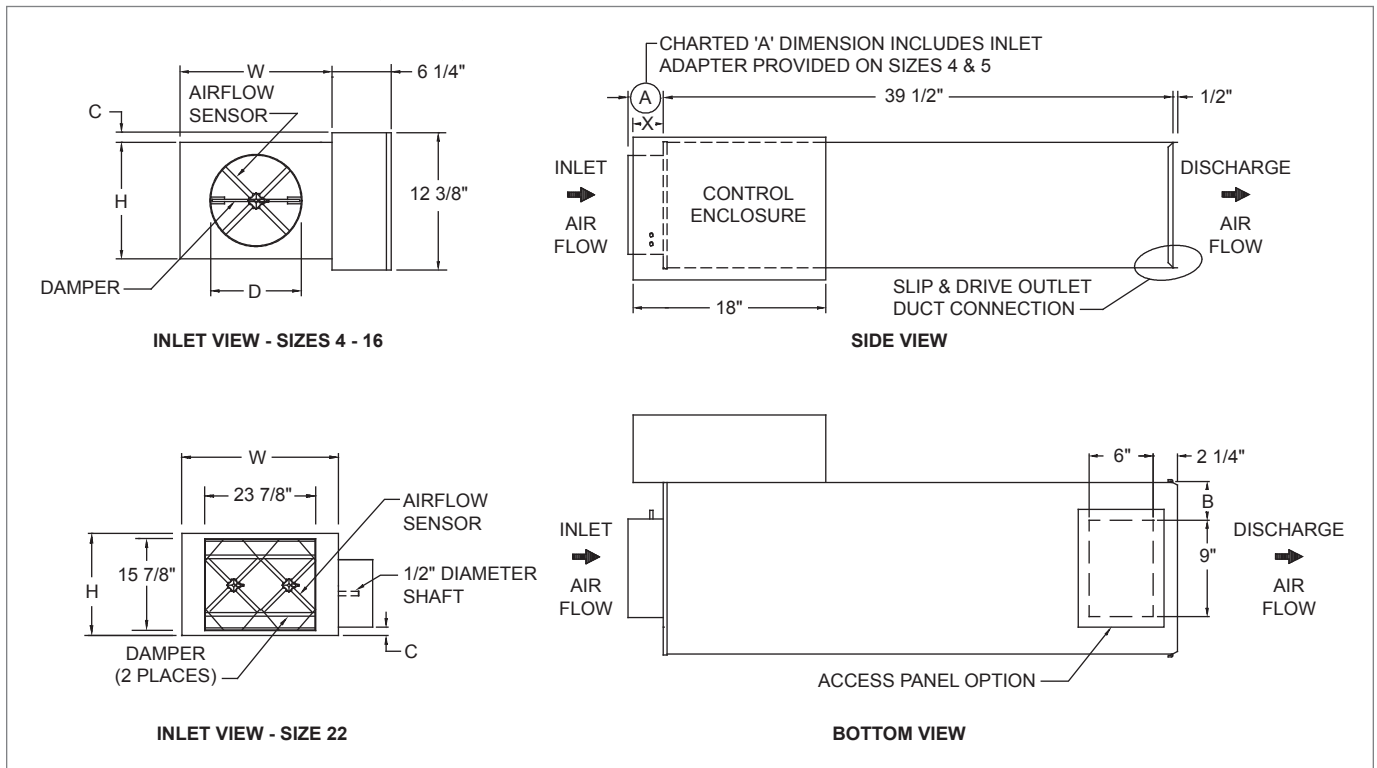 W
6 1/4"
AIRFLOW
SENSOR
C
H
12 3/8"
DAMPER
D
INLET VIEW - SIZES 4 - 16
CHARTED 'A' DIMENSION INCLUDES INLET
ADAPTER PROVIDED ON SIZES 4 & 5
A
39 1/2"
1/2"
X
INLET
AIR
FLOW
CONTROL
ENCLOSURE
DISCHARGE
AIR
FLOW
SLIP & DRIVE OUTLET
DUCT CONNECTION
18"
SIDE VIEW
W
23 7/8"
AIRFLOW
SENSOR
H
15 7/8"
1/2" DIAMETER
SHAFT
DAMPER
(2 PLACES)
C
INLET VIEW - SIZE 22
6"
2 1/4"
B
INLET
AIR
FLOW
9"
DISCHARGE
AIR
FLOW
ACCESS PANEL OPTION
BOTTOM VIEW